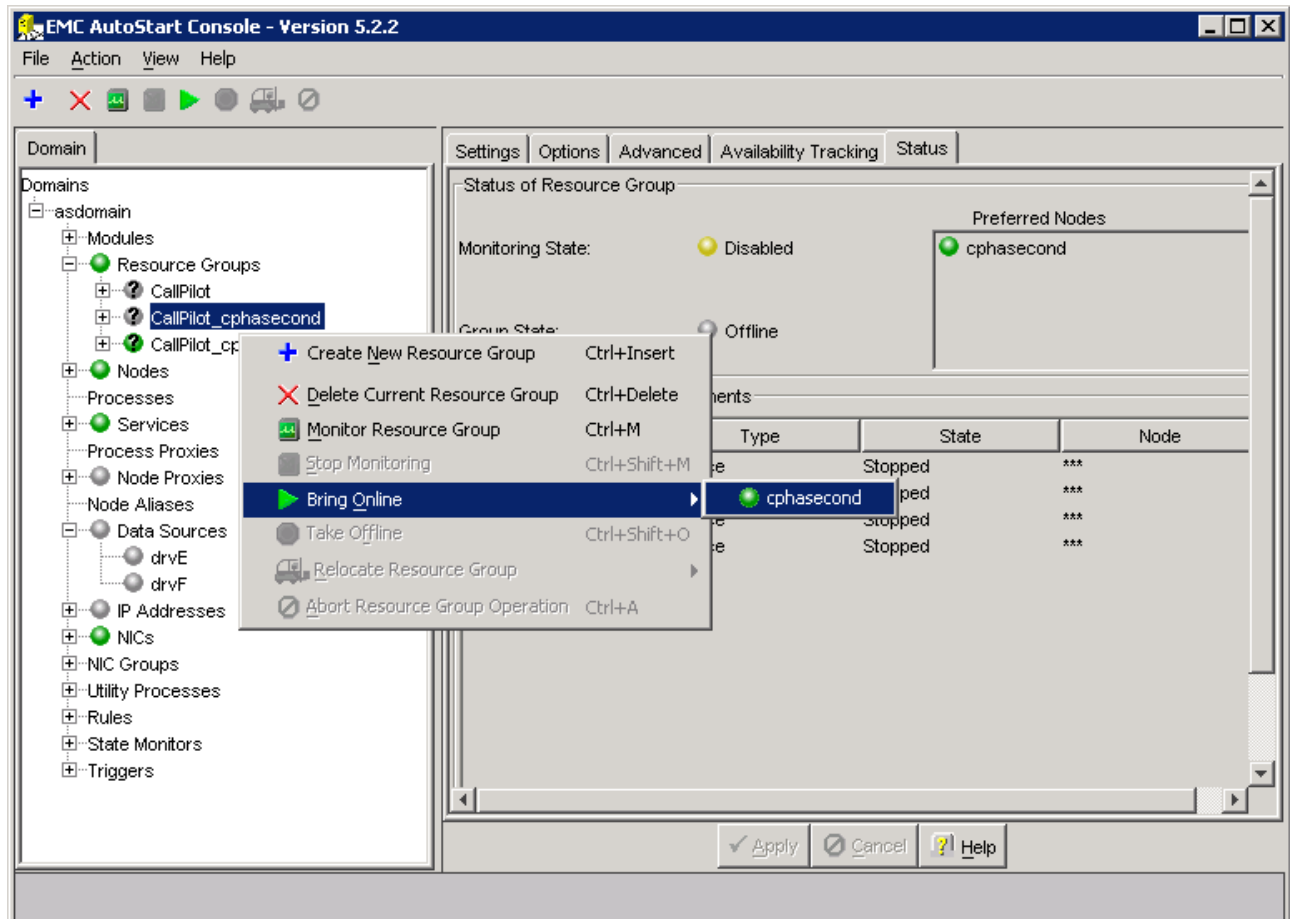 EMC AutoStart Console - Version 5.2.2
File Action View Help
Domain
Domains
asdomain
Modules
Resource Groups
CallPilot
CallPilot_cphasecond
CallPilot_cp
Nodes
Processes
Services
Process Proxies
Node Proxies
Node Aliases
Data Sources
drvE
drvF
IP Addresses
NICs
NIC Groups
Utility Processes
Rules
State Monitors
Triggers
Create New Resource Group Ctrl+Insert
Delete Current Resource Group Ctrl+Delete
Monitor Resource Group Ctrl+M
Stop Monitoring Ctrl+Shift+M
Bring Online
cphasecond
Take Offline Ctrl+Shift+O
Relocate Resource Group
Abort Resource Group Operation Ctrl+A
Settings Options Advanced Availability Tracking Status
Status of Resource Group
Preferred Nodes
Monitoring State: Disabled
cphasecond
Group State: Offline
Type State Node
Stopped ***
***
Stopped ***
Stopped ***
Apply Cancel Help